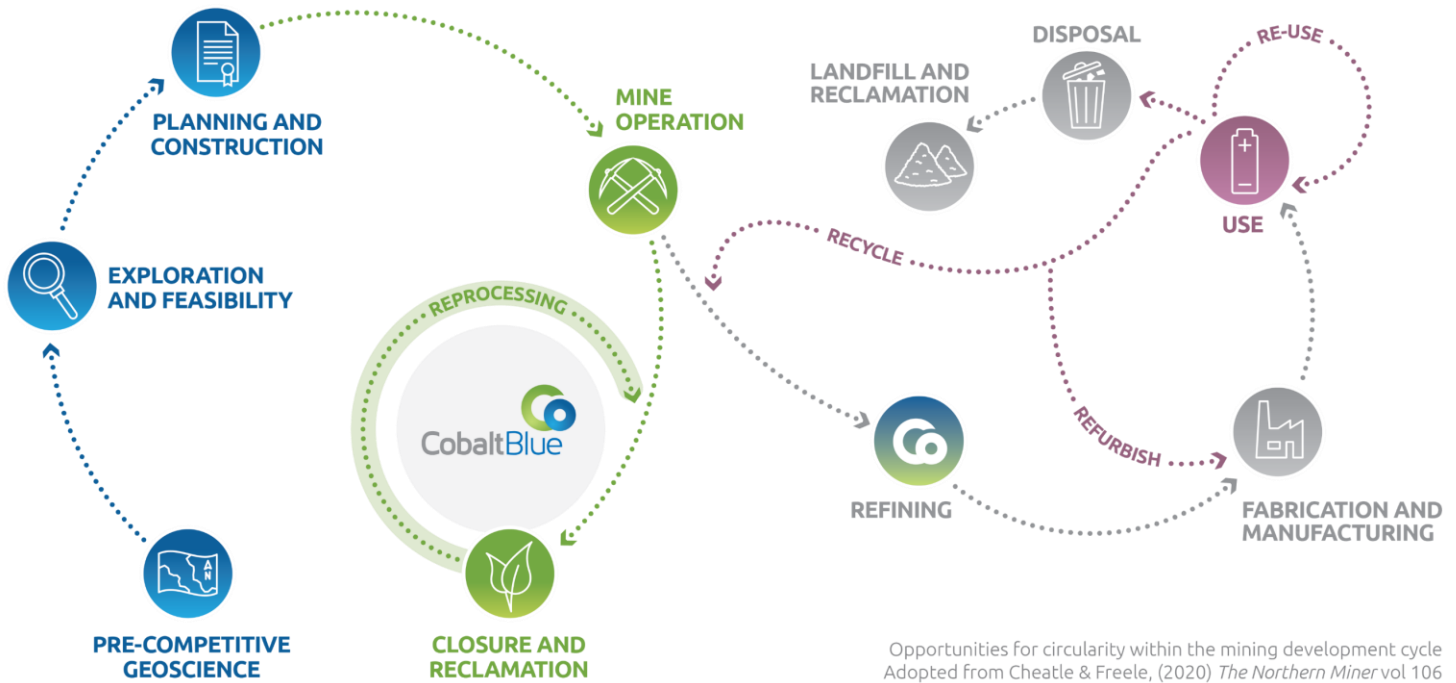 DISPOSAL
RE-USE
LANDFILL AND
RECLAMATION
MINE
OPERATION
PLANNING AND
CONSTRUCTION
+
−
USE
RECYCLE
EXPLORATION
AND FEASIBILITY
REPROCESSING
CobaltBlue
REFURBISH
REFINING
FABRICATION AND
MANUFACTURING
A
N
PRE-COMPETITIVE
GEOSCIENCE
CLOSURE AND
RECLAMATION
Opportunities for circularity within the mining development cycle
Adopted from Cheatle & Freele, (2020) The Northern Miner vol 106